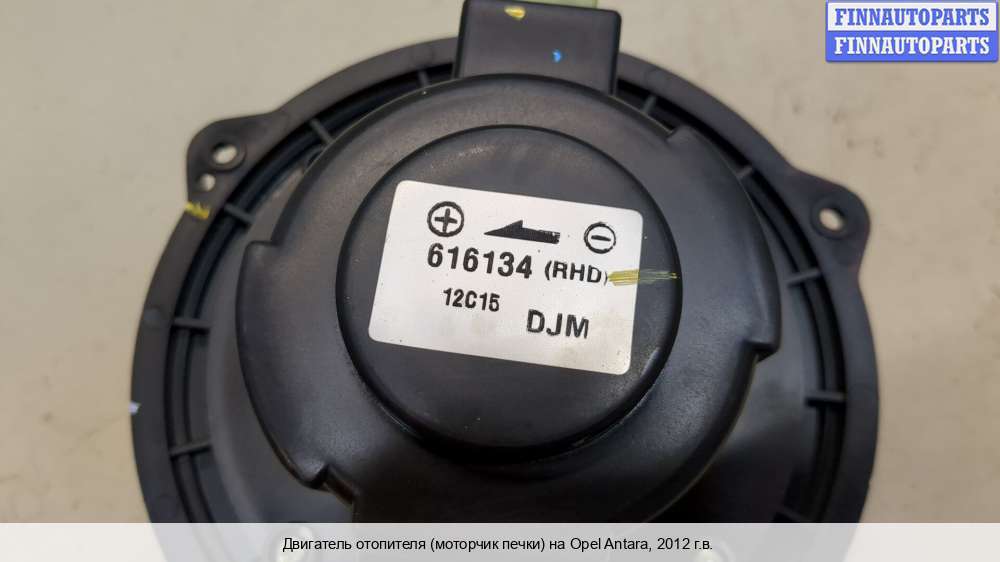 FINNAUTOPARTS
FINNAUTOPARTS
616134 (RHD)
12C15
DJM
Двигатель отопителя (моторчик печки) на Opel Antara, 2012 г.в.